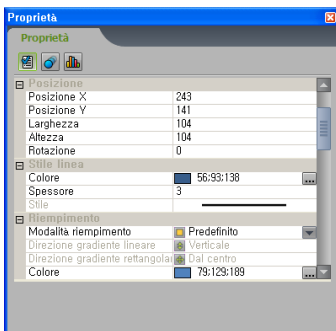 Proprietà
Proprietà
Posizione
Posizione X 243
Posizione Y 141
Larghezza 104
Altezza 104
Rotazione 0
Stile linea
Colore 56;93;138 ...
Spessore 3
Stile
Riempimento
Modalità riempimento Predefinito
Direzione gradiente lineare Verticale
Direzione gradiente rettangolar Dal centro
Colore 79;129;189 ...